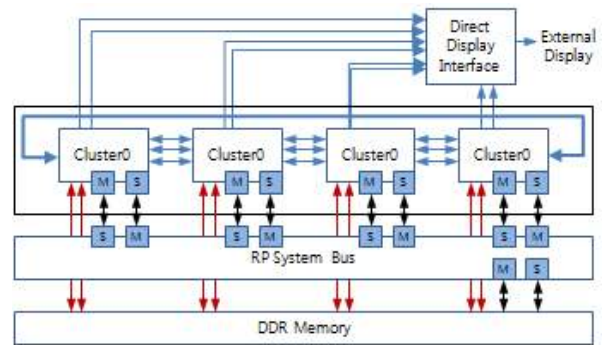 Direct
Display
Interface
External
Display
Cluster0 Cluster0 Cluster0 Cluster0
M S M S M S M S
S M S M S M S M
RP System Bus
M S
DDR Memory